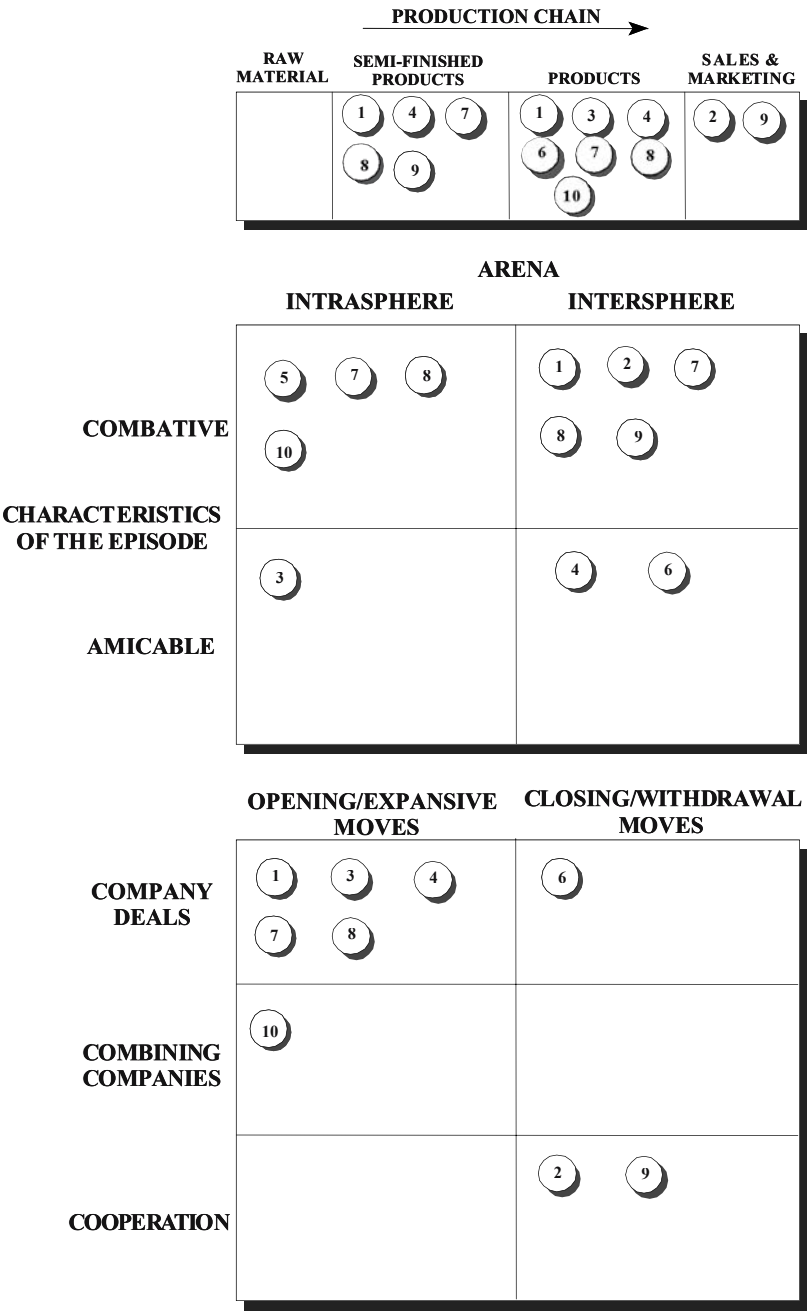 PRODUCTION CHAIN
RAW MATERIAL
SEMI-FINISHED PRODUCTS
PRODUCTS
SALES & MARKETING
1 4 7
8 9
1 3 4
6 7 8
10
2 9
ARENA
INTRASPHERE INTERSPHERE
COMBATIVE
5 7 8
10
1 2 7
8 9
CHARACTERISTICS
OF THE EPISODE
AMICABLE
3
4 6
OPENING/EXPANSIVE
MOVES
CLOSING/WITHDRAWAL
MOVES
COMPANY
DEALS
1 3 4
7 8
6
COMBINING
COMPANIES
10
COOPERATION
2 9